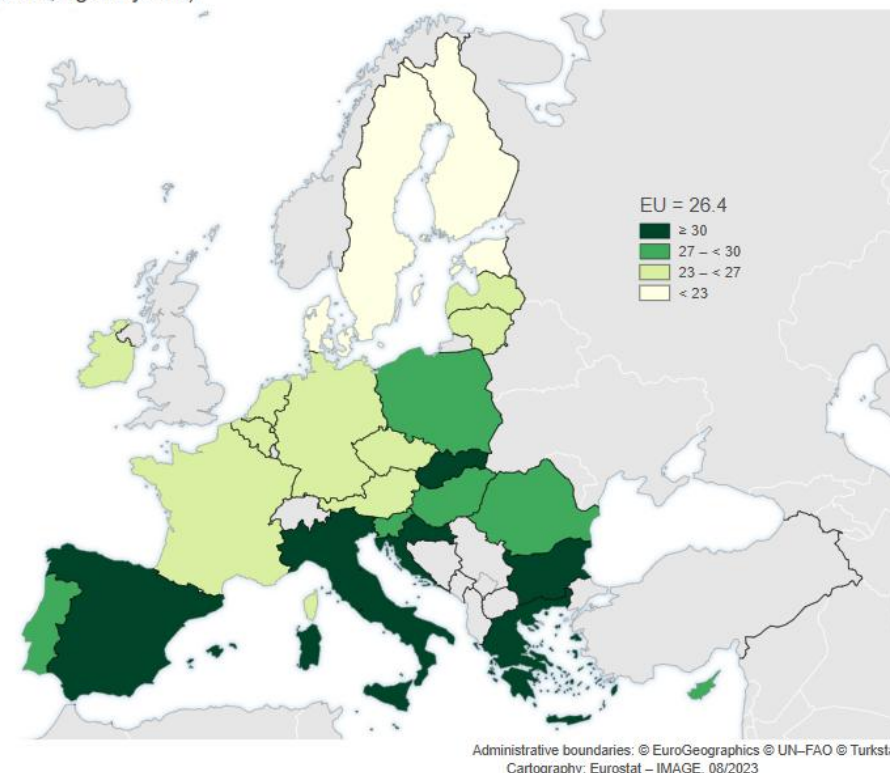 EU = 26.4
≥ 30
27 – < 30
23 – < 27
< 23
Administrative boundaries: © EuroGeographics © UN–FAO © Turksta
Cartography: Eurostat – IMAGE, 08/2023